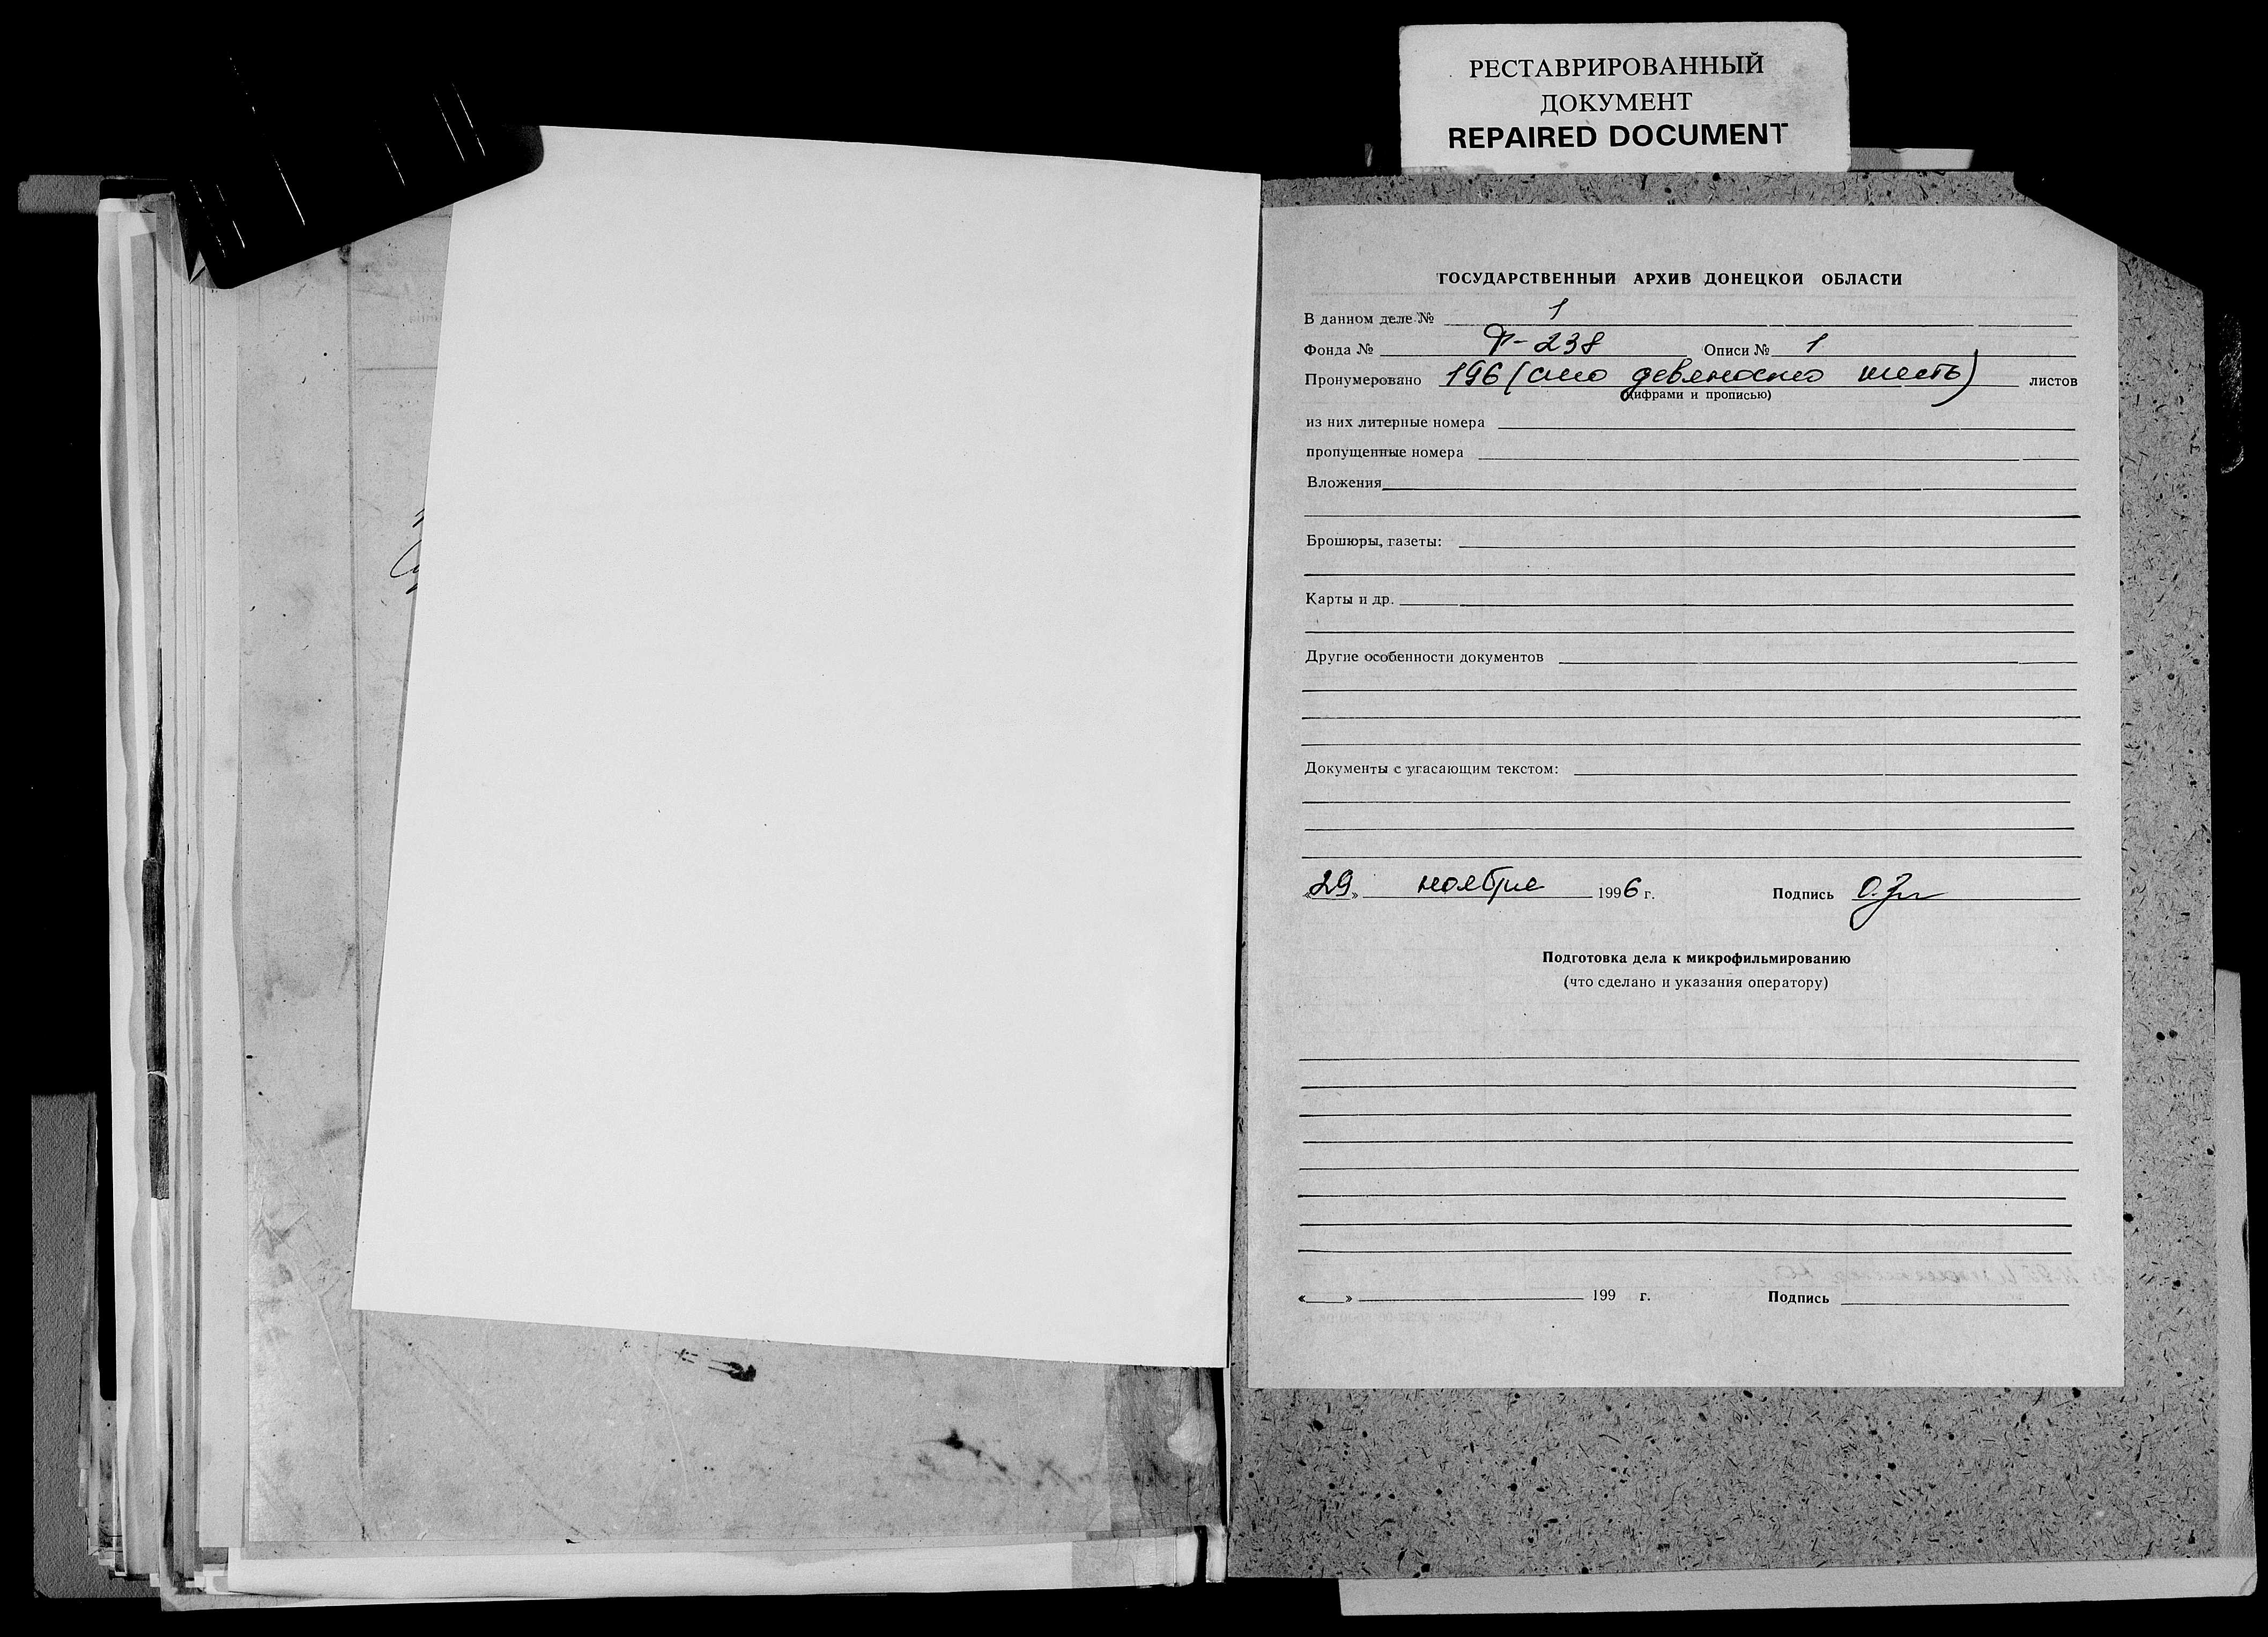 РЕСТАВРИРОВАННЫЙ
ДОКУМЕНТ
REPAIRED DOCUMENT
ГОСУДАРСТВЕННЫЙ АРХИВ ДОНЕЦКОЙ ОБЛАСТИ
В данном деле № 1
Фонда № Ф-238 Описи № 1
Пронумеровано 196 (сто девяносто шесть) листов
(цифрами и прописью)
из них литерные номера
пропущенные номера
Вложения
Брошюры, газеты:
Карты и др.
Другие особенности документов
Документы с угасающим текстом:
«29» ноября 1996 г. Подпись
Подготовка дела к микрофильмированию
(что сделано и указания оператору)
«___» 199 г. Подпись